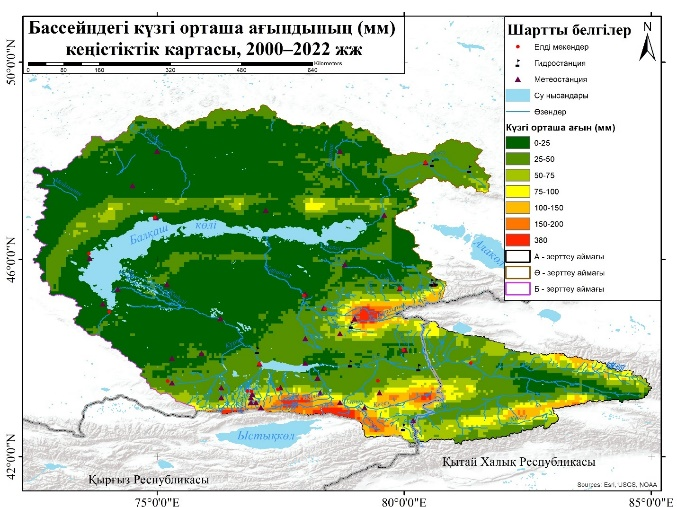 Бассейндегі күзгі орташа ағындының (мм)
кеңістіктік картасы, 2000–2022 жж
0 80 160 320 480 640 Kilometers
Шартты белгілер
N
Елді мекендер
Гидростанция
Метеостанция
Су нысандары
Өзендер
Күзгі орташа ағын (мм)
0-25
25-50
50-75
75-100
100-150
150-200
380
А - зерттеу аймағы
Ө - зерттеу аймағы
Б - зерттеу аймағы
50°0'0"N
46°0'0"N
42°0'0"N
Балқаш көлі
Алакөл
Ыстықкөл
Қырғыз Республикасы
Қытай Халық Республикасы
Sources: Esri, USGS, NOAA
75°0'0"E 80°0'0"E 85°0'0"E